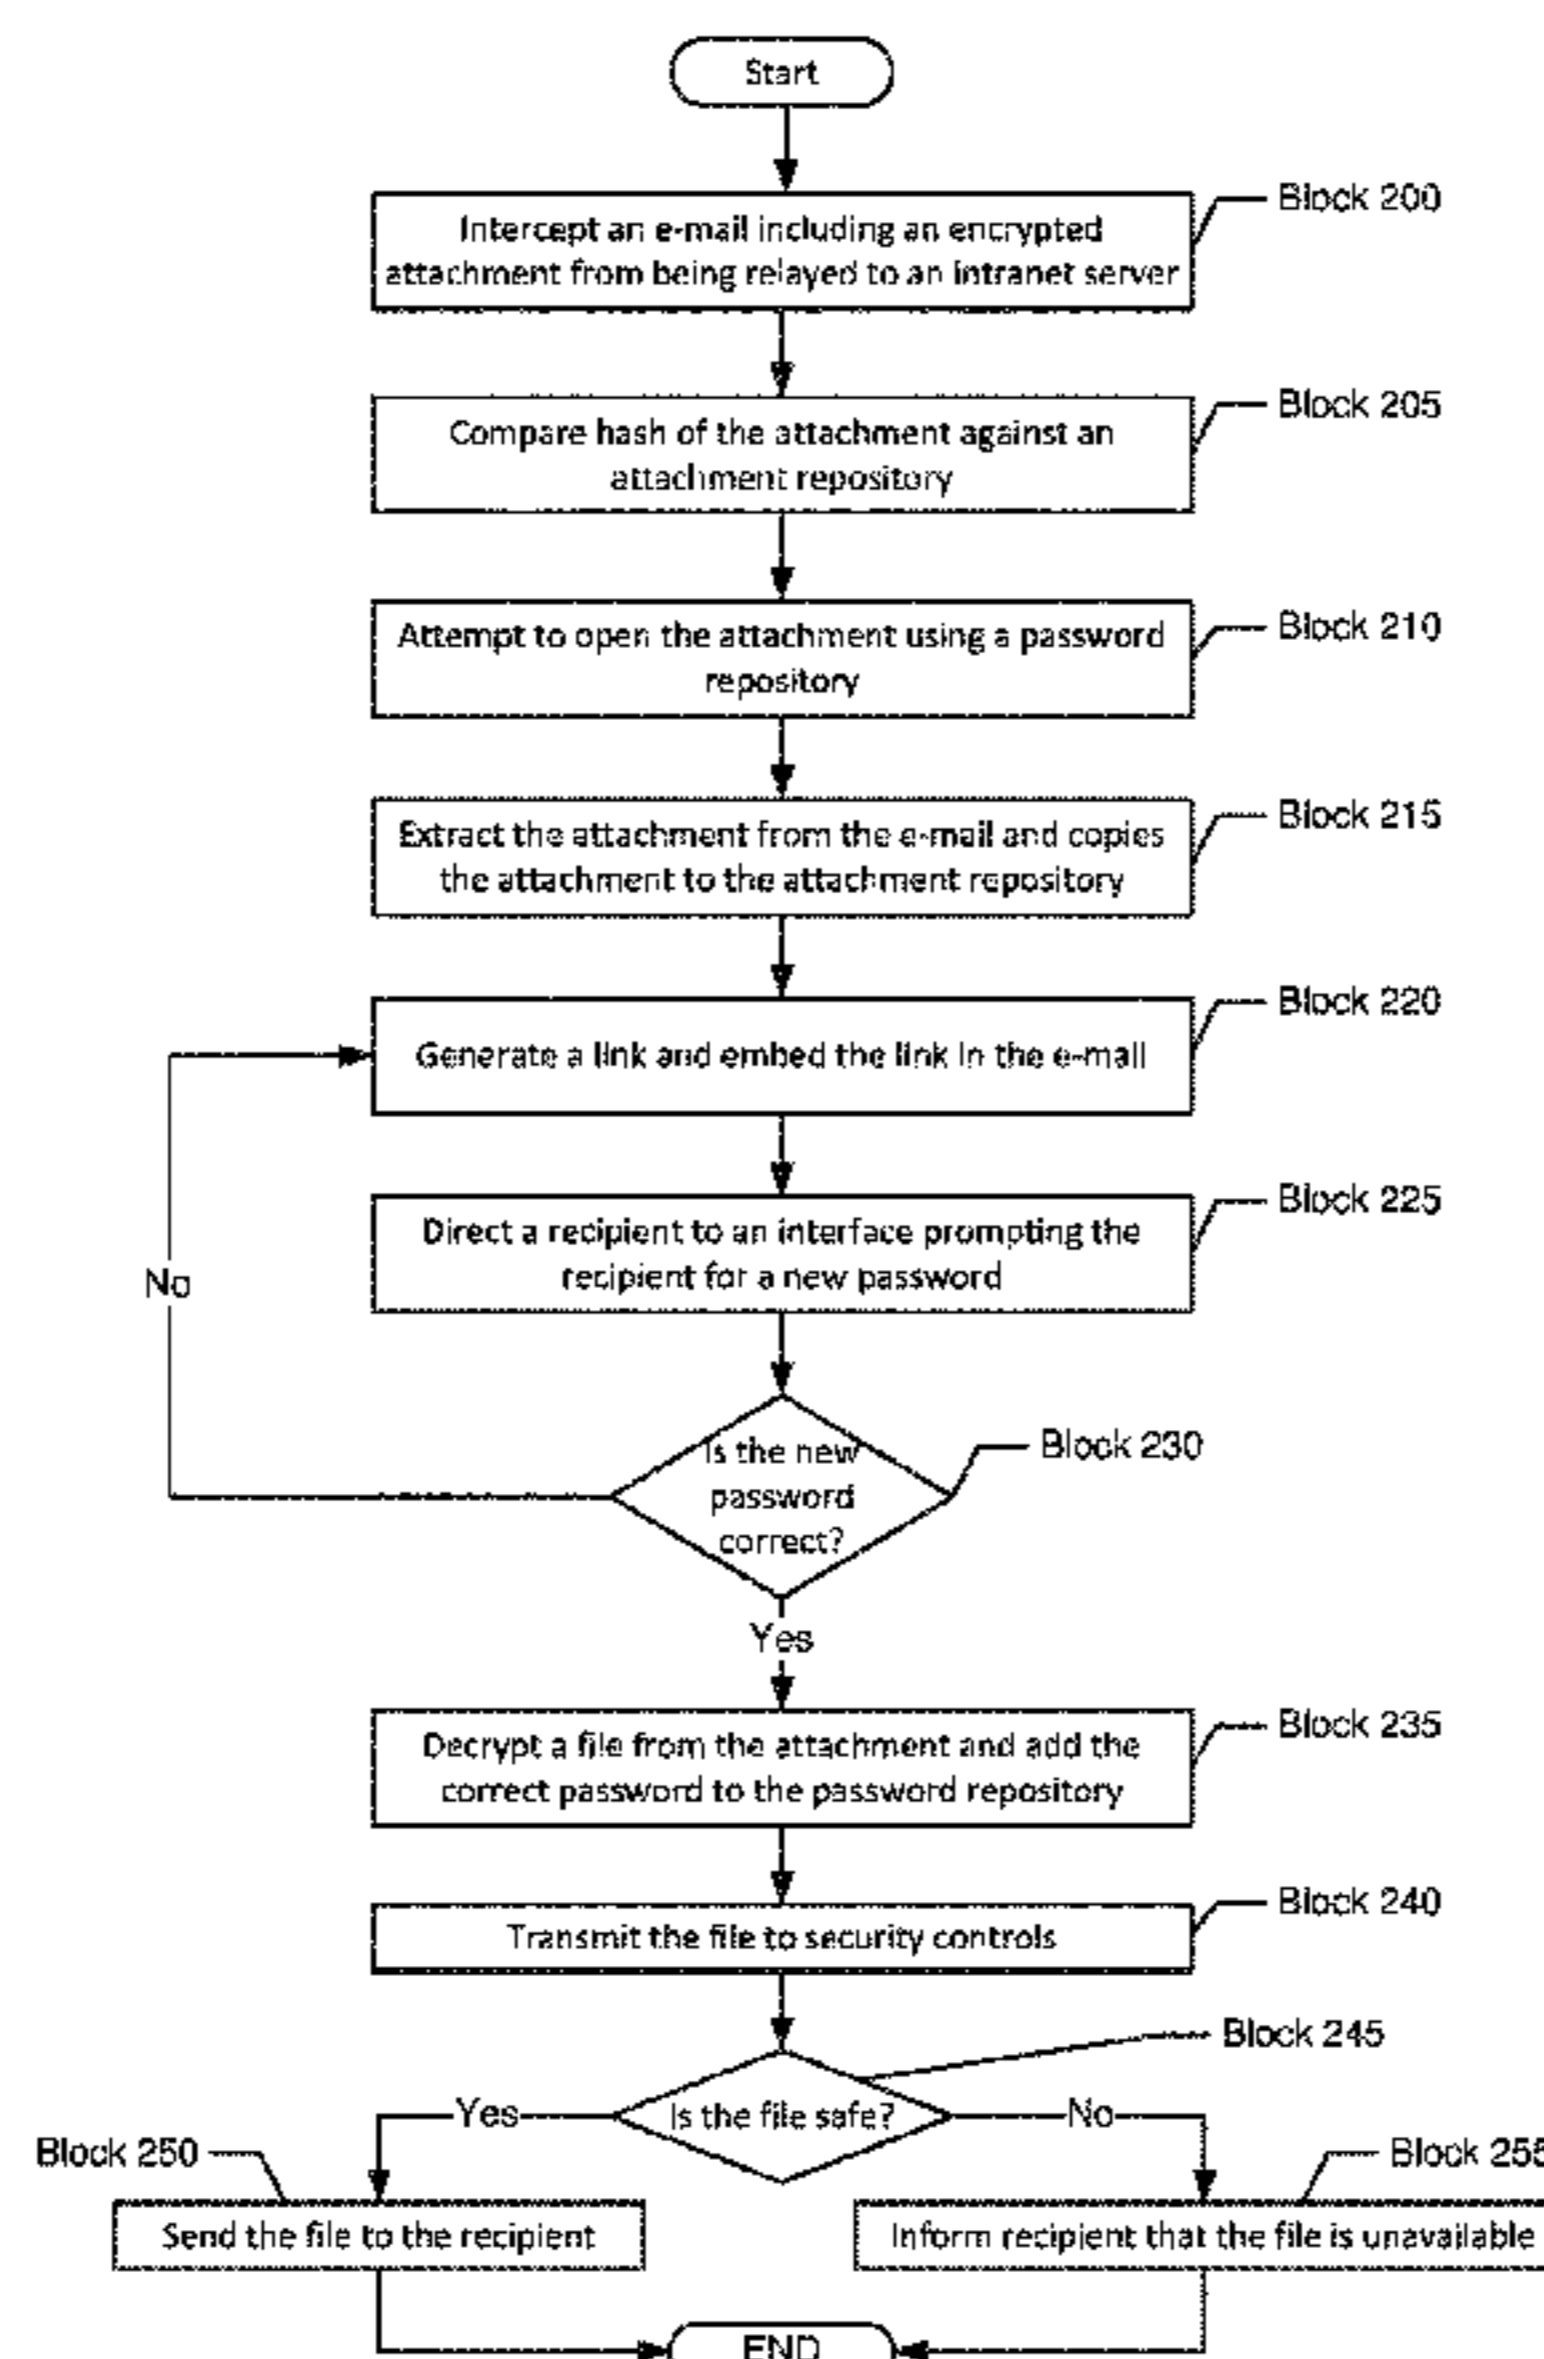 Start
Block 200
Intercept an e-mail including an encrypted
attachment from being relayed to an intranet server
Block 205
Compare hash of the attachment against an
attachment repository
Block 210
Attempt to open the attachment using a password
repository
Block 215
Extract the attachment from the e-mail and copies
the attachment to the attachment repository
Block 220
Generate a link and embed the link in the e-mail
Block 225
Direct a recipient to an interface prompting the
recipient for a new password
No
Block 230
Is the new
password
correct?
Yes
Block 235
Decrypt a file from the attachment and add the
correct password to the password repository
Block 240
Transmit the file to security controls
Block 245
Yes
Is the file safe?
No
Block 250
Block 255
Send the file to the recipient
Inform recipient that the file is unavailable
END